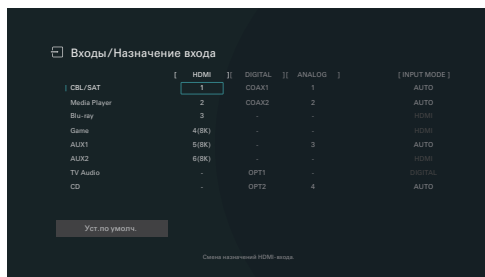 Входы/Назначение входа
[ HDMI ][ DIGITAL ][ ANALOG ] [ INPUT MODE ]
CBL/SAT 1 COAX1 1 AUTO
Media Player 2 COAX2 2 AUTO
Blu-ray 3 - - HDMI
Game 4(8K) - - HDMI
AUX1 5(8K) - 3 AUTO
AUX2 6(8K) - - HDMI
TV Audio - OPT1 - DIGITAL
CD - OPT2 4 AUTO
Уст.по умолч.
Смена назначений HDMI-входа.